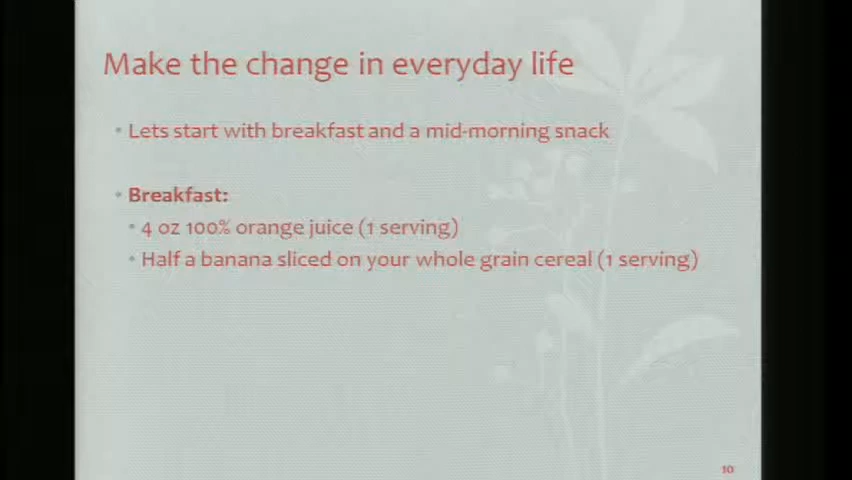 Make the change in everyday life
• Lets start with breakfast and a mid-morning snack
• Breakfast:
• 4 oz 100% orange juice (1 serving)
• Half a banana sliced on your whole grain cereal (1 serving)
10